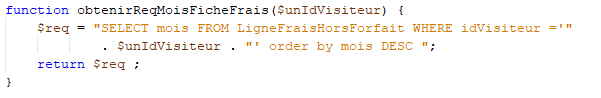 function obtenirReqMoisFicheFrais($unIdVisiteur) {
$req = "SELECT mois FROM LigneFraisHorsForfait WHERE idVisiteur ='"
. $unIdVisiteur . "' order by mois DESC ";
return $req ;
}